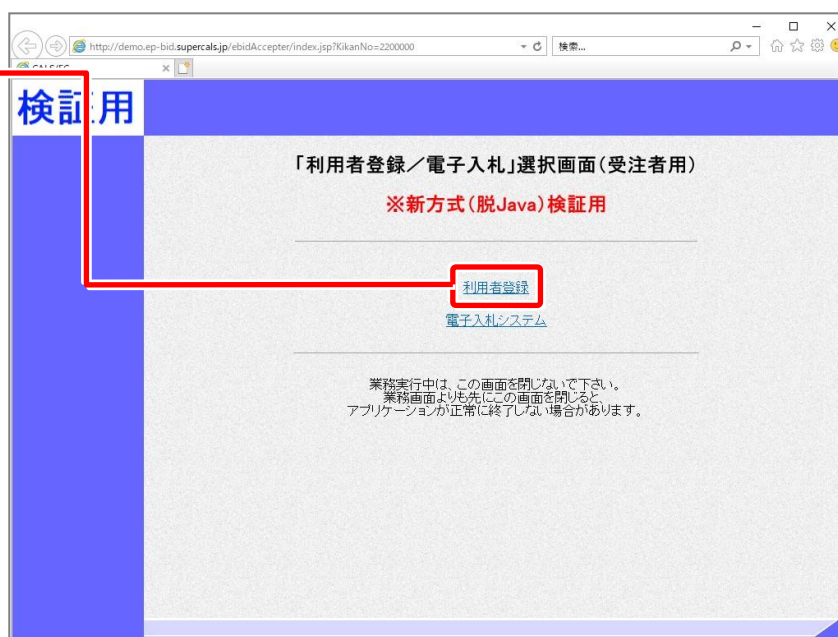 http://demo.ep-bid.supercals.jp/ebidAccepter/index.jsp?KikanNo=2200000
検索...
CALS/EC
検証用
「利用者登録／電子入札」選択画面(受注者用)
※新方式(脱Java)検証用
利用者登録
電子入札システム
業務実行中は、この画面を閉じないで下さい。
業務画面よりも先にこの画面を閉じると、
アプリケーションが正常に終了しない場合があります。